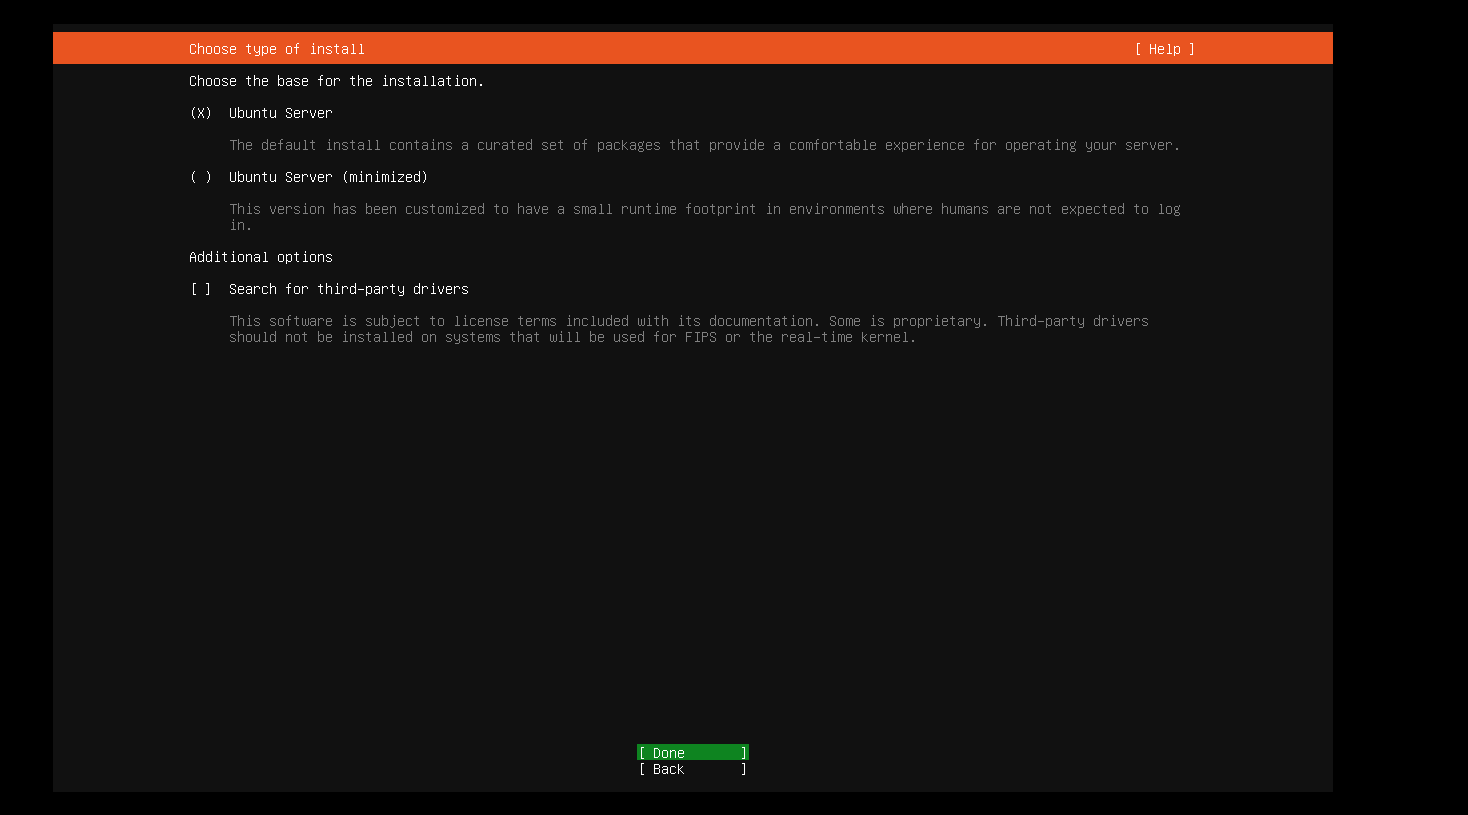 Choose type of install [ Help ]
Choose the base for the installation.
(X) Ubuntu Server
The default install contains a curated set of packages that provide a comfortable experience for operating your server.
( ) Ubuntu Server (minimized)
This version has been customized to have a small runtime footprint in environments where humans are not expected to log
in.
Additional options
[ ] Search for third-party drivers
This software is subject to license terms included with its documentation. Some is proprietary. Third-party drivers
should not be installed on systems that will be used for FIPS or the real-time kernel.
[ Done ]
[ Back ]